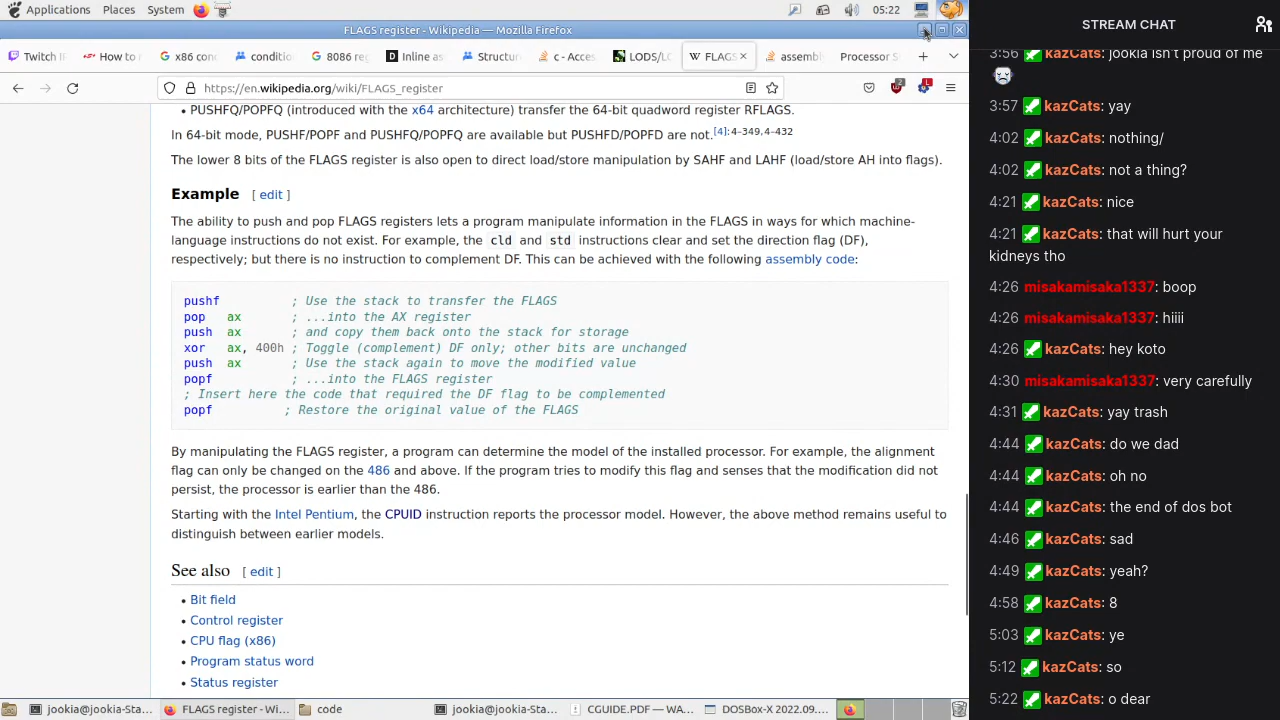 Applications Places System 05:22
FLAGS register - Wikipedia — Mozilla Firefox
Twitch I How to r x86 con conditio 8086 reg Inline as Structur c - Acces LODS/LO FLAGS assembl Processor S
https://en.wikipedia.org/wiki/FLAGS_register
• PUSHFQ/POPFQ (introduced with the x64 architecture) transfer the 64-bit quadword register RFLAGS.
In 64-bit mode, PUSHF/POPF and PUSHFQ/POPFQ are available but PUSHFD/POPFD are not.[4]:4–349,4–432
The lower 8 bits of the FLAGS register is also open to direct load/store manipulation by SAHF and LAHF (load/store AH into flags).
Example [ edit ]
The ability to push and pop FLAGS registers lets a program manipulate information in the FLAGS in ways for which machine-
language instructions do not exist. For example, the cld and std instructions clear and set the direction flag (DF),
respectively; but there is no instruction to complement DF. This can be achieved with the following assembly code:
pushf ; Use the stack to transfer the FLAGS
pop ax ; ...into the AX register
push ax ; and copy them back onto the stack for storage
xor ax, 400h ; Toggle (complement) DF only; other bits are unchanged
push ax ; Use the stack again to move the modified value
popf ; ...into the FLAGS register
; Insert here the code that required the DF flag to be complemented
popf ; Restore the original value of the FLAGS
By manipulating the FLAGS register, a program can determine the model of the installed processor. For example, the alignment
flag can only be changed on the 486 and above. If the program tries to modify this flag and senses that the modification did not
persist, the processor is earlier than the 486.
Starting with the Intel Pentium, the CPUID instruction reports the processor model. However, the above method remains useful to
distinguish between earlier models.
See also [ edit ]
• Bit field
• Control register
• CPU flag (x86)
• Program status word
• Status register
jookia@jookia-Sta... FLAGS register - Wi... ce jookia@jookia-Sta... CGUIDE.PDF — WA... DOSBox-X 2022.09....
STREAM CHAT
3:56 kazCats: jookia isn't proud of me
3:57 kazCats: yay
4:02 kazCats: nothing/
4:02 kazCats: not a thing?
4:21 kazCats: nice
4:21 kazCats: that will hurt your
kidneys tho
4:26 misakamisaka1337: boop
4:26 misakamisaka1337: hiiii
4:26 kazCats: hey koto
4:30 misakamisaka1337: very carefully
4:31 kazCats: yay trash
4:44 kazCats: do we dad
4:44 kazCats: oh no
4:44 kazCats: the end of dos bot
4:46 kazCats: sad
4:49 kazCats: yeah?
4:58 kazCats: 8
5:03 kazCats: ye
5:12 kazCats: so
5:22 kazCats: o dear